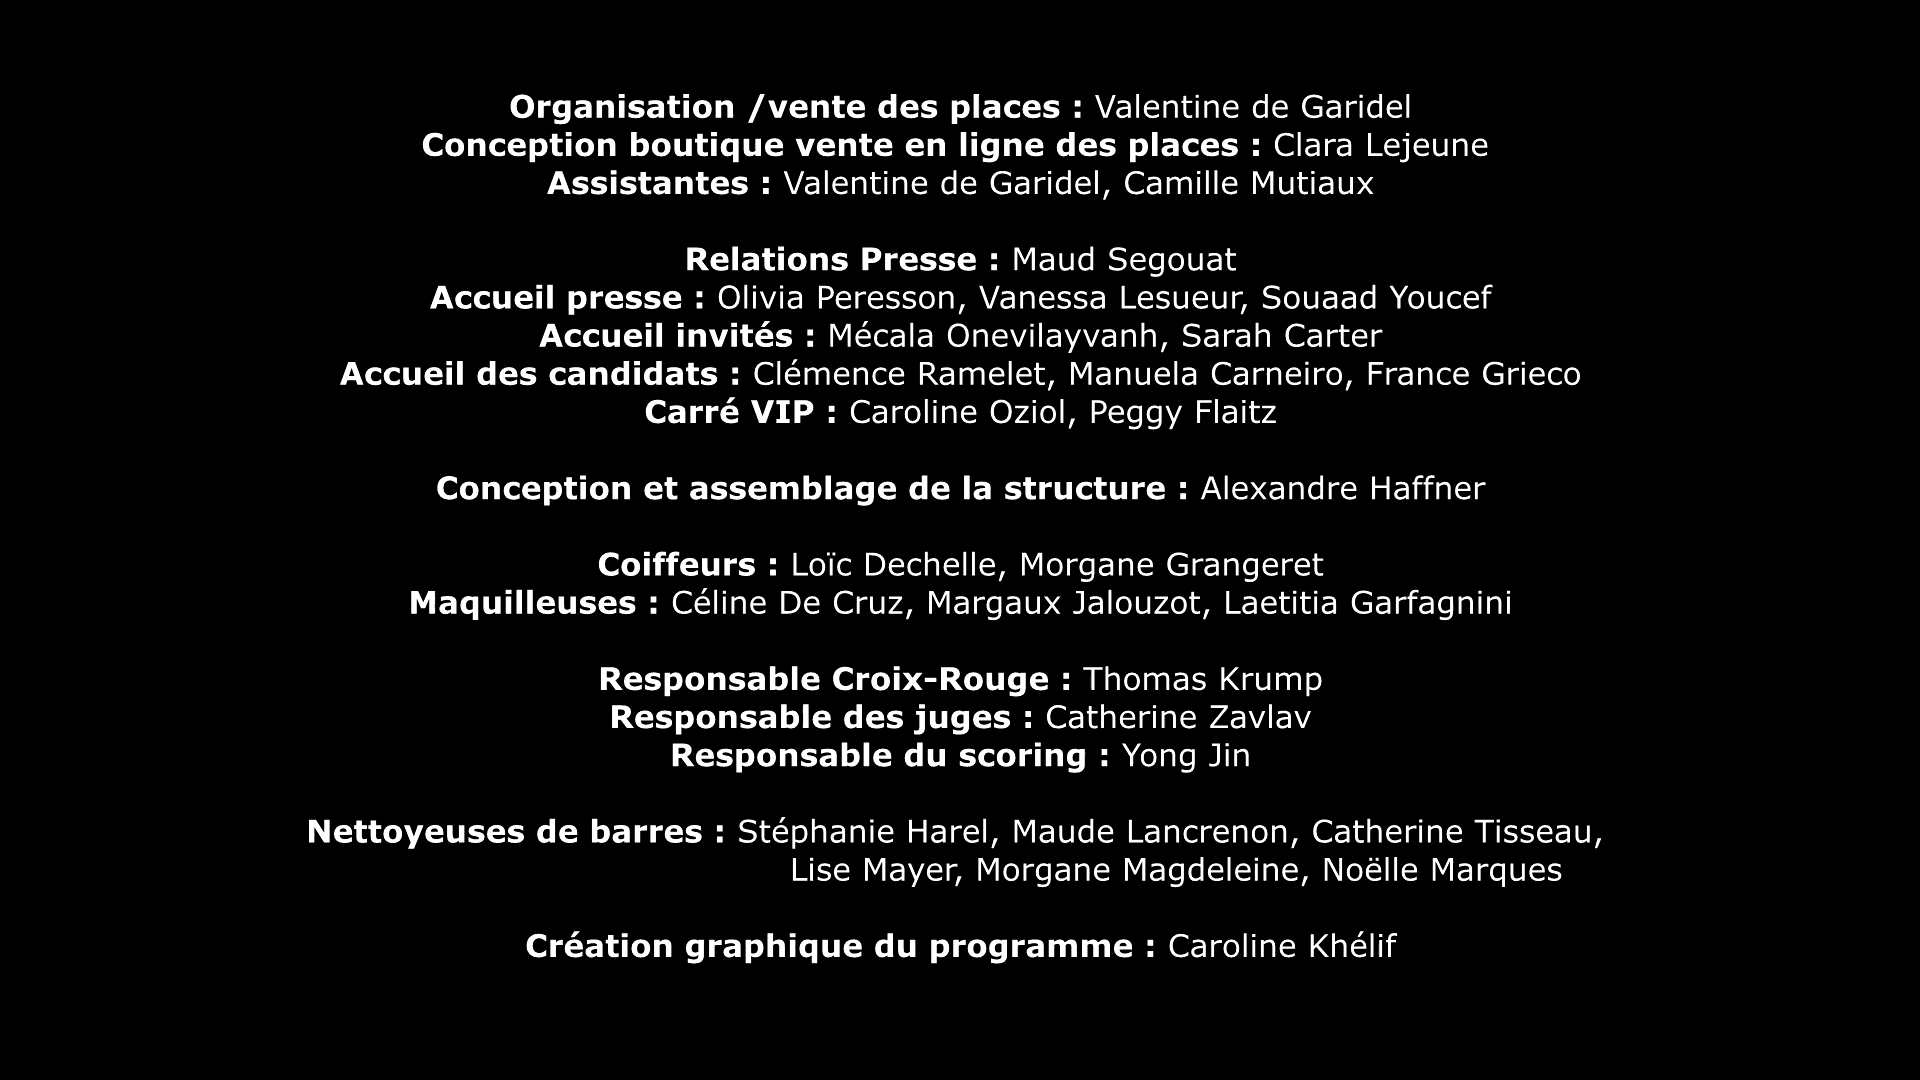 Organisation /vente des places : Valentine de Garidel
Conception boutique vente en ligne des places : Clara Lejeune
Assistantes : Valentine de Garidel, Camille Mutiaux
Relations Presse : Maud Segouat
Accueil presse : Olivia Peresson, Vanessa Lesueur, Souaad Youcef
Accueil invités : Mécala Onevilayvanh, Sarah Carter
Accueil des candidats : Clémence Ramelet, Manuela Carneiro, France Grieco
Carré VIP : Caroline Oziol, Peggy Flaitz
Conception et assemblage de la structure : Alexandre Haffner
Coiffeurs : Loïc Dechelle, Morgane Grangeret
Maquilleuses : Céline De Cruz, Margaux Jalouzot, Laetitia Garfagnini
Responsable Croix-Rouge : Thomas Krump
Responsable des juges : Catherine Zavlav
Responsable du scoring : Yong Jin
Nettoyeuses de barres : Stéphanie Harel, Maude Lancrenon, Catherine Tisseau,
Lise Mayer, Morgane Magdeleine, Noëlle Marques
Création graphique du programme : Caroline Khélif